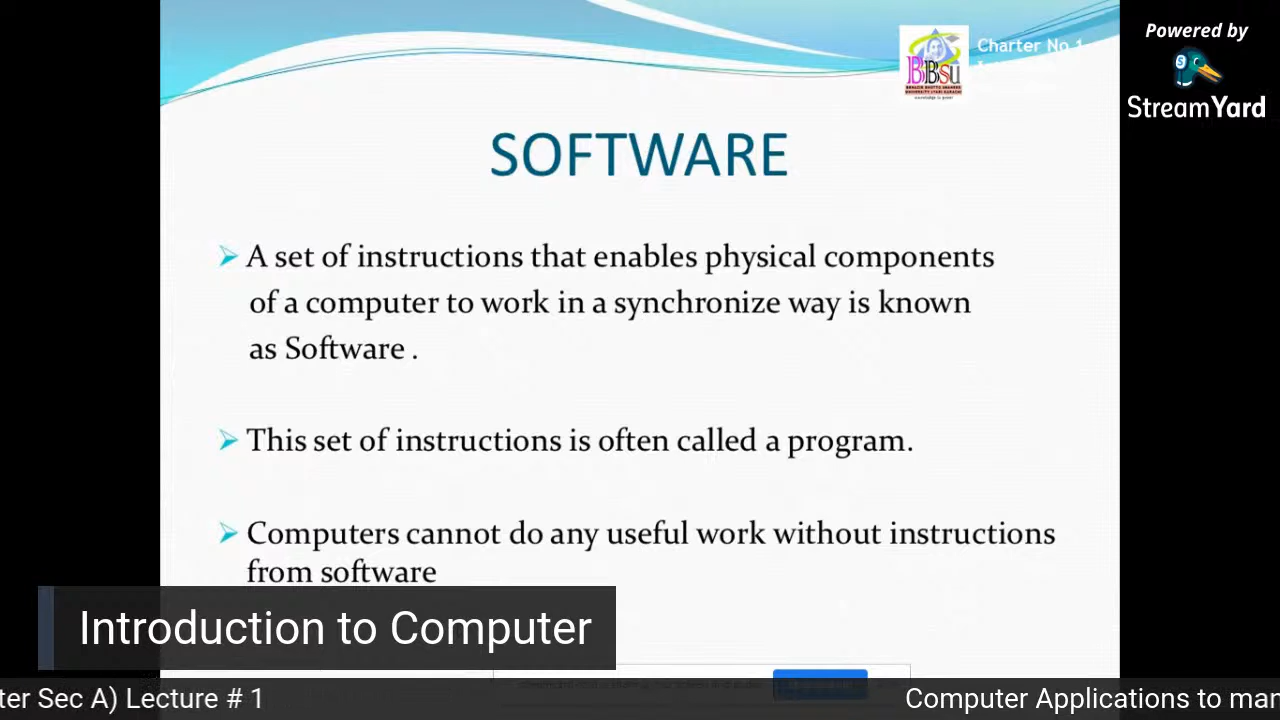 Powered by
StreamYard
Charter No 1
BBSU
SOFTWARE
A set of instructions that enables physical components
of a computer to work in a synchronize way is known
as Software .
This set of instructions is often called a program.
Computers cannot do any useful work without instructions
from software
Introduction to Computer
ter Sec A) Lecture # 1
Computer Applications to mar